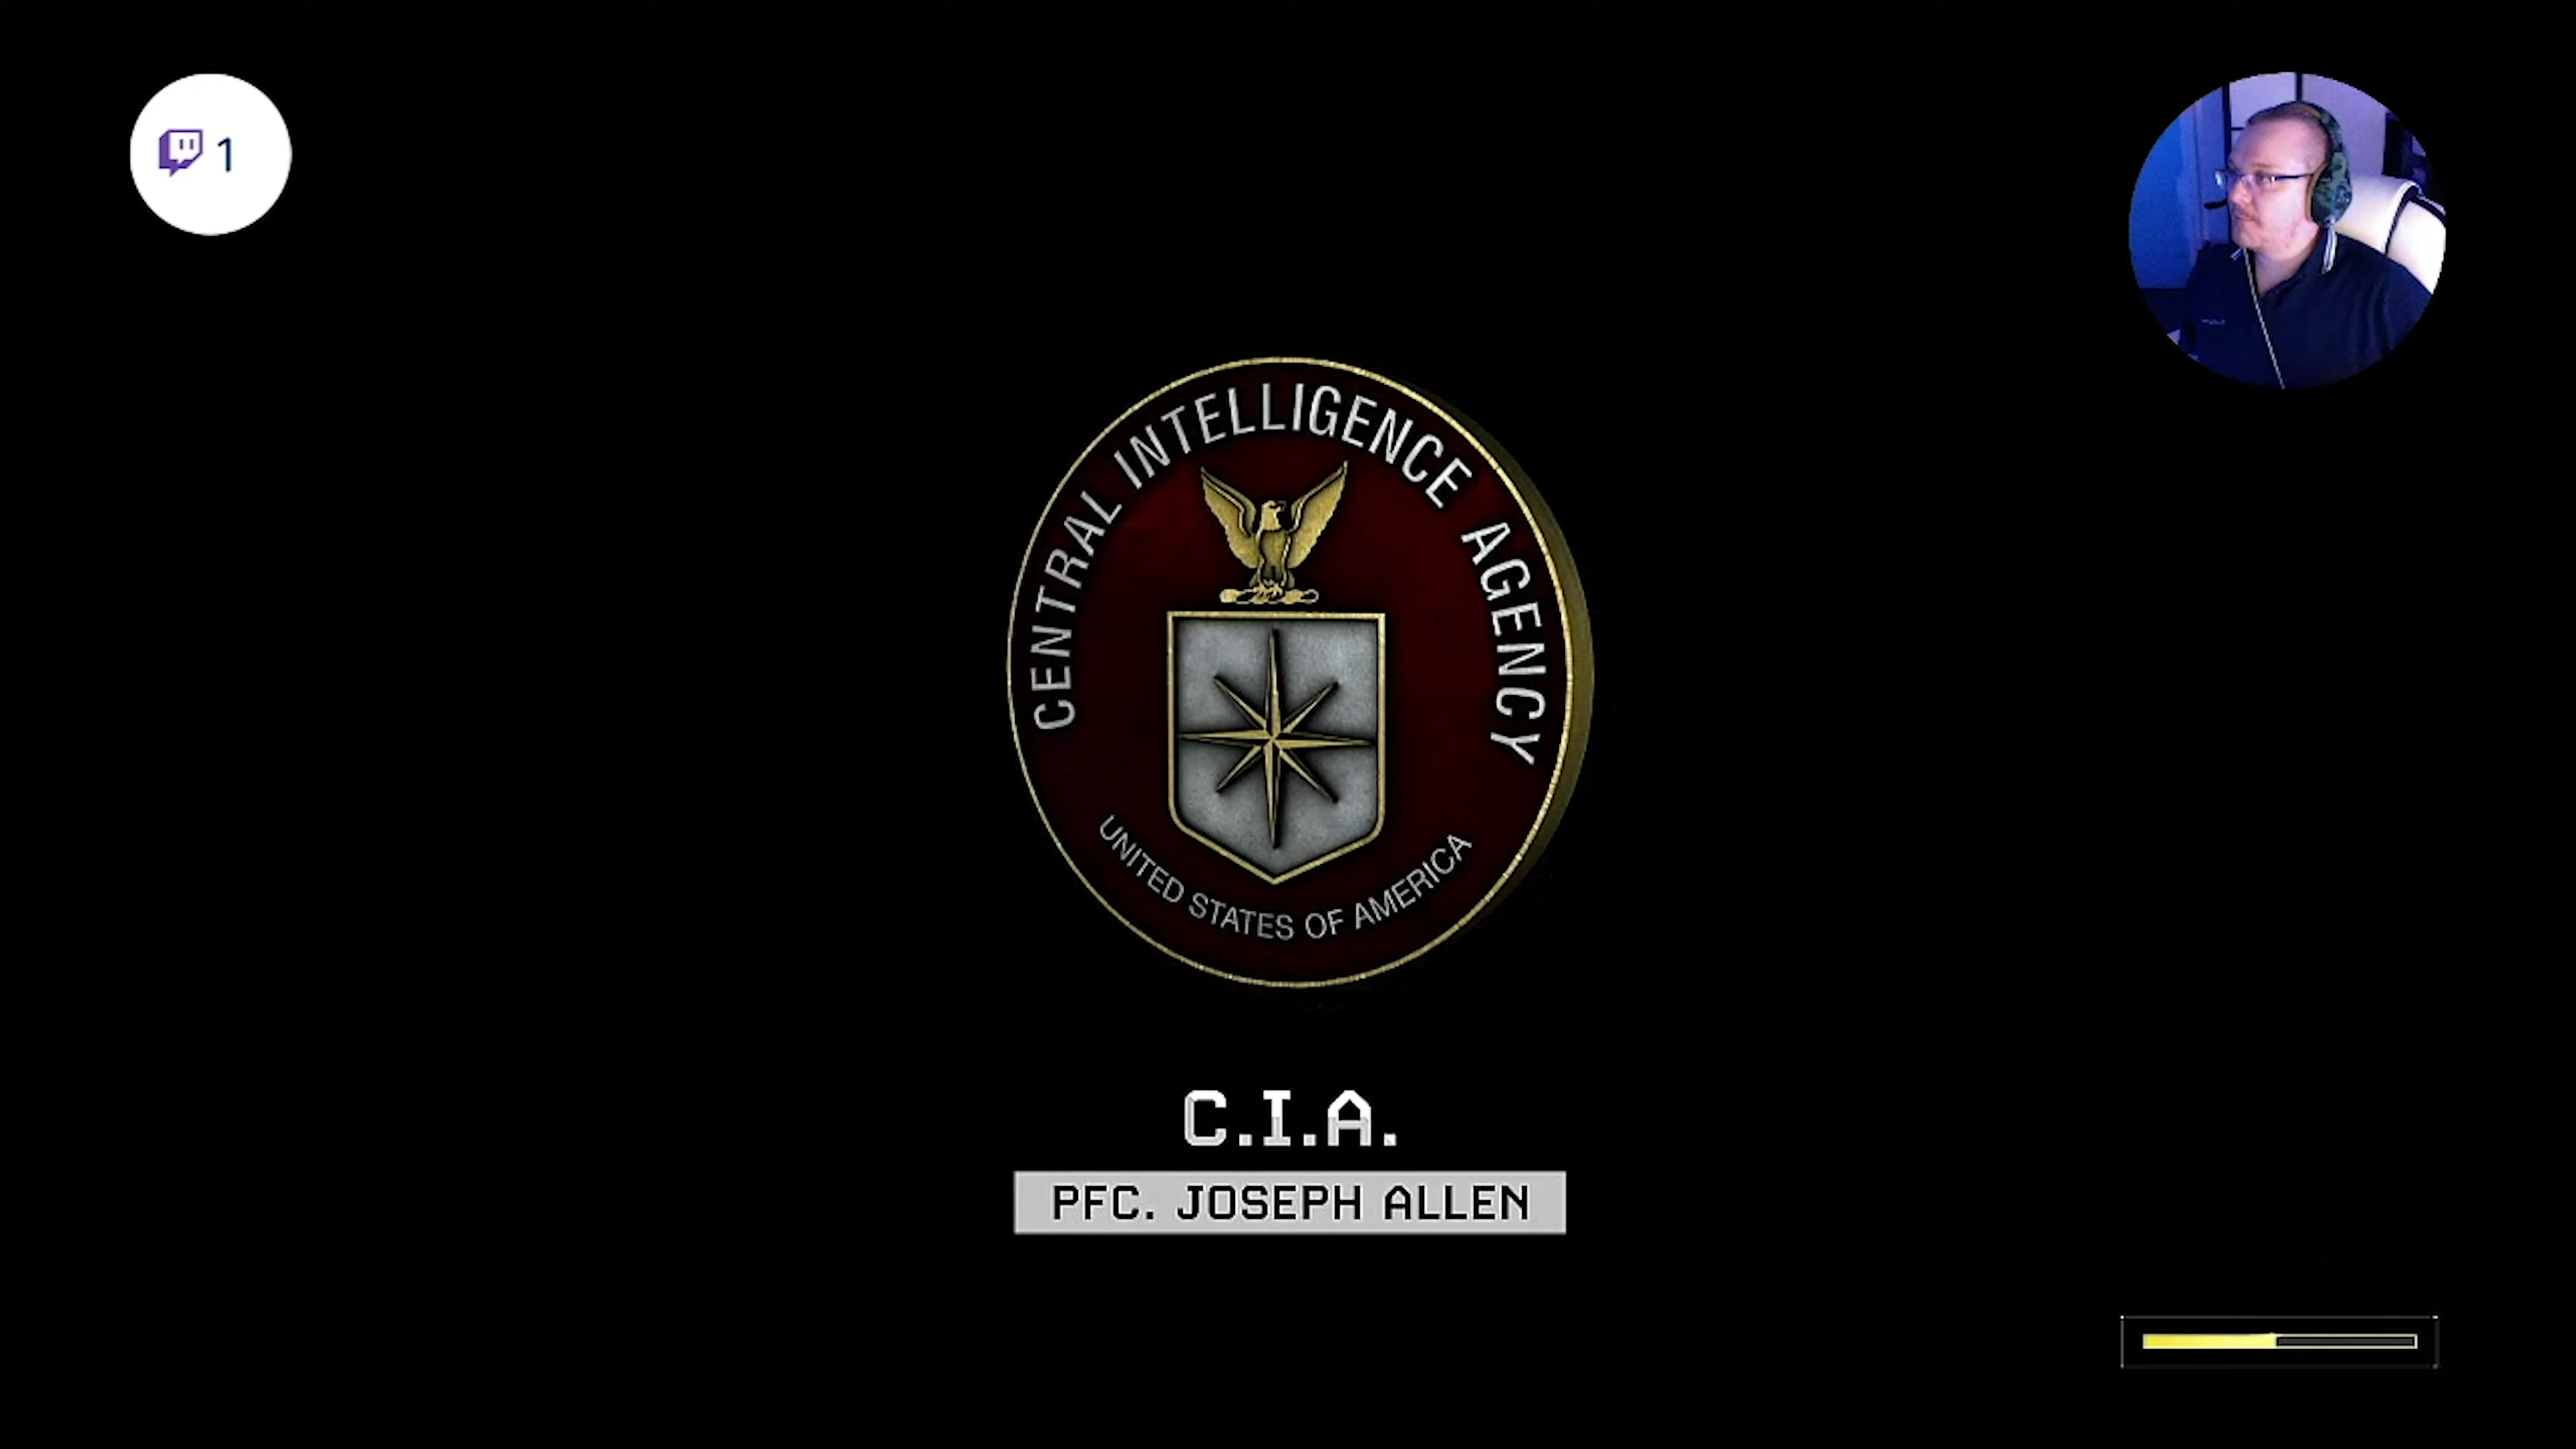 1
CENTRAL INTELLIGENCE AGENCY
UNITED STATES OF AMERICA
C.I.A.
PFC. JOSEPH ALLEN